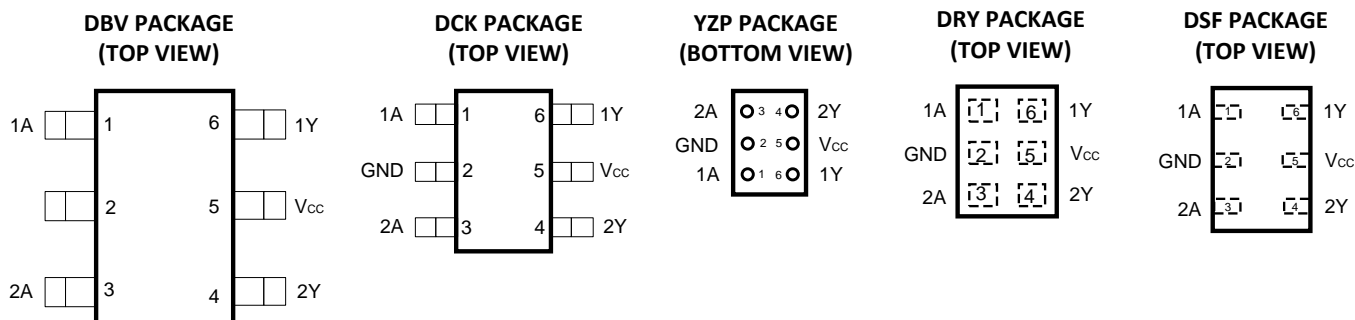 DBV PACKAGE
(TOP VIEW)
1A 1 6 1Y
2 5 VCC
2A 3 4 2Y
DCK PACKAGE
(TOP VIEW)
1A 1 6 1Y
GND 2 5 VCC
2A 3 4 2Y
YZP PACKAGE
(BOTTOM VIEW)
2A 3 4 2Y
GND 2 5 VCC
1A 1 6 1Y
DRY PACKAGE
(TOP VIEW)
1A 1 6 1Y
GND 2 5 VCC
2A 3 4 2Y
DSF PACKAGE
(TOP VIEW)
1A 1 6 1Y
GND 2 5 VCC
2A 3 4 2Y